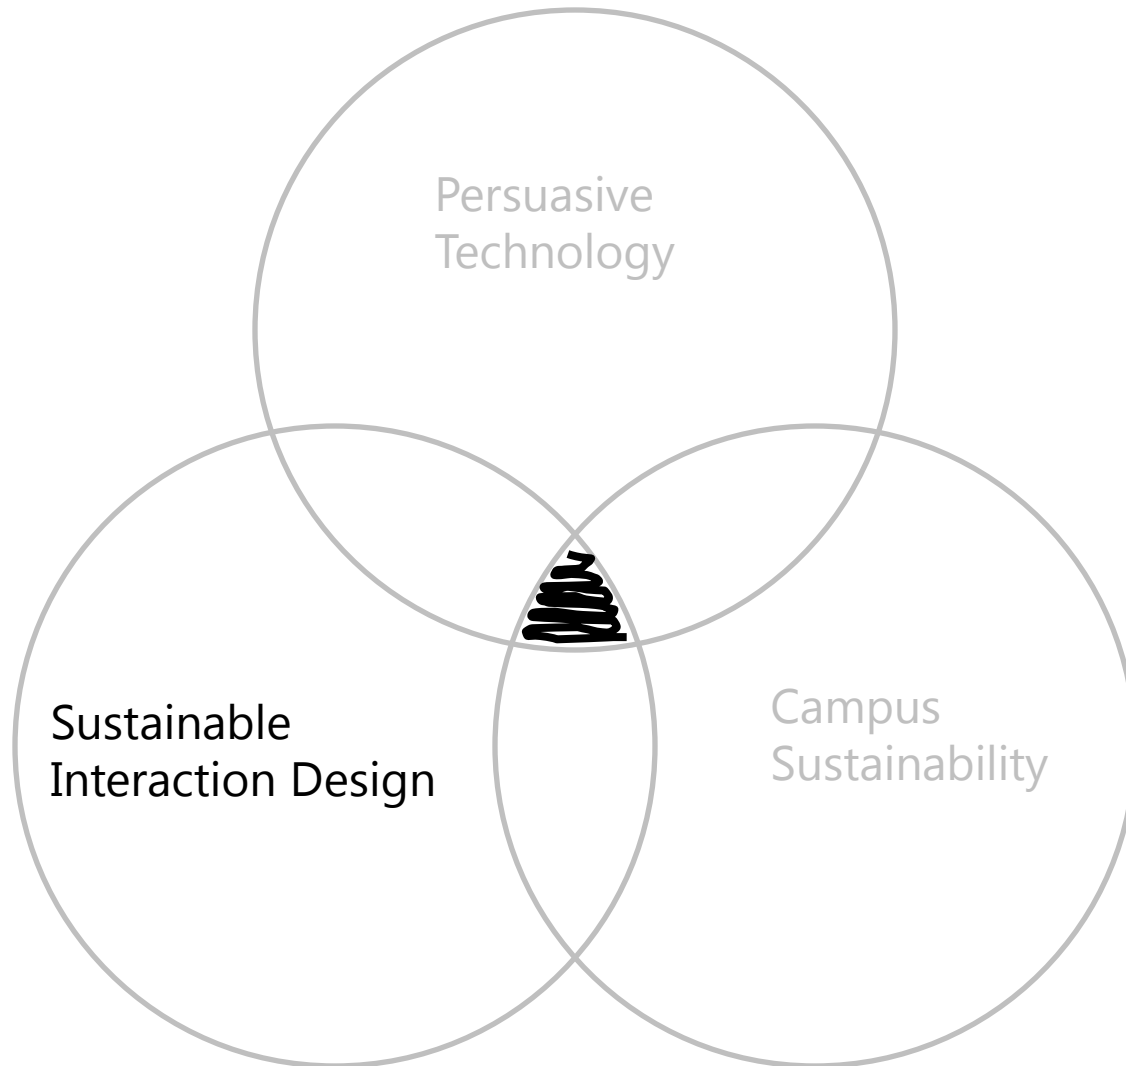 Persuasive
Technology
Sustainable
Interaction Design
Campus
Sustainability